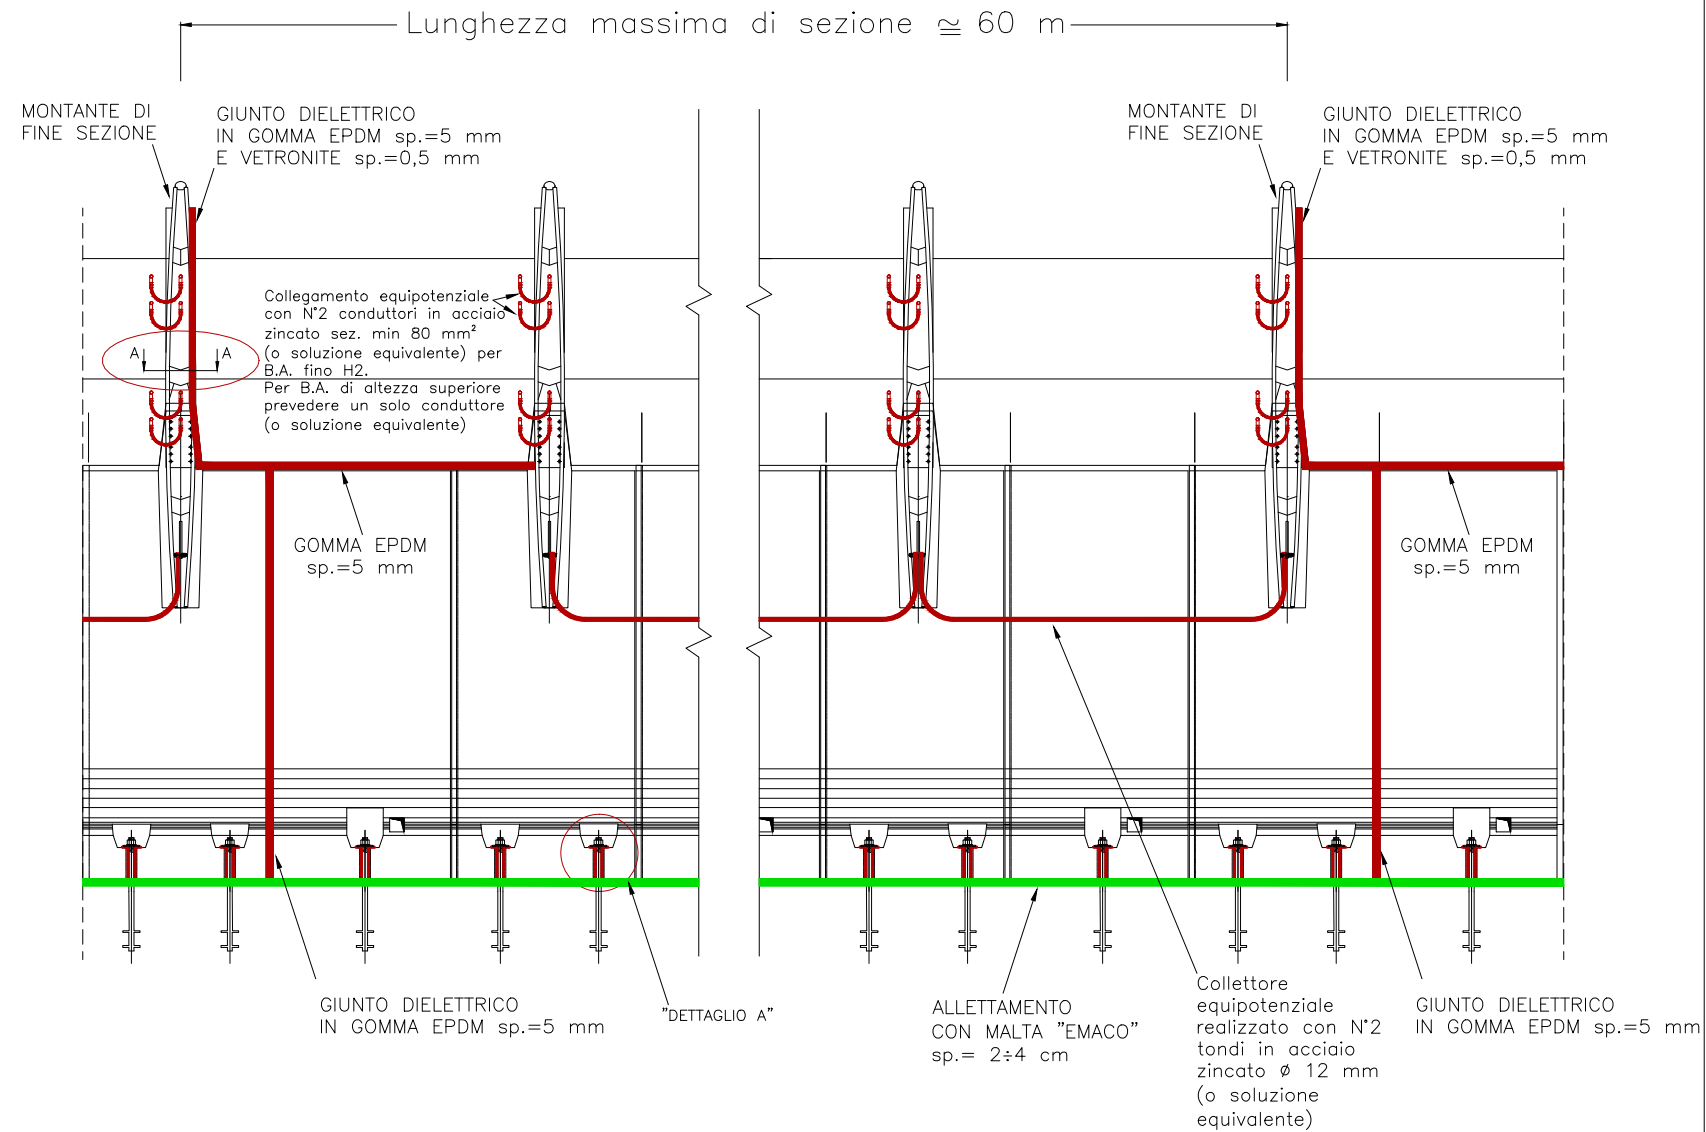 Lunghezza massima di sezione ≅ 60 m
MONTANTE DI
FINE SEZIONE
GIUNTO DIELETTRICO
IN GOMMA EPDM sp.=5 mm
E VETRONITE sp.=0,5 mm
MONTANTE DI
FINE SEZIONE
GIUNTO DIELETTRICO
IN GOMMA EPDM sp.=5 mm
E VETRONITE sp.=0,5 mm
Collegamento equipotenziale
con N°2 conduttori in acciaio
zincato sez. min 80 mm²
(o soluzione equivalente) per
B.A. fino H2.
Per B.A. di altezza superiore
prevedere un solo conduttore
(o soluzione equivalente)
A
A
GOMMA EPDM
sp.=5 mm
GOMMA EPDM
sp.=5 mm
GIUNTO DIELETTRICO
IN GOMMA EPDM sp.=5 mm
"DETTAGLIO A"
ALLETTAMENTO
CON MALTA "EMACO"
sp.= 2÷4 cm
Collettore
equipotenziale
realizzato con N°2
tondi in acciaio
zincato ø 12 mm
(o soluzione
equivalente)
GIUNTO DIELETTRICO
IN GOMMA EPDM sp.=5 mm